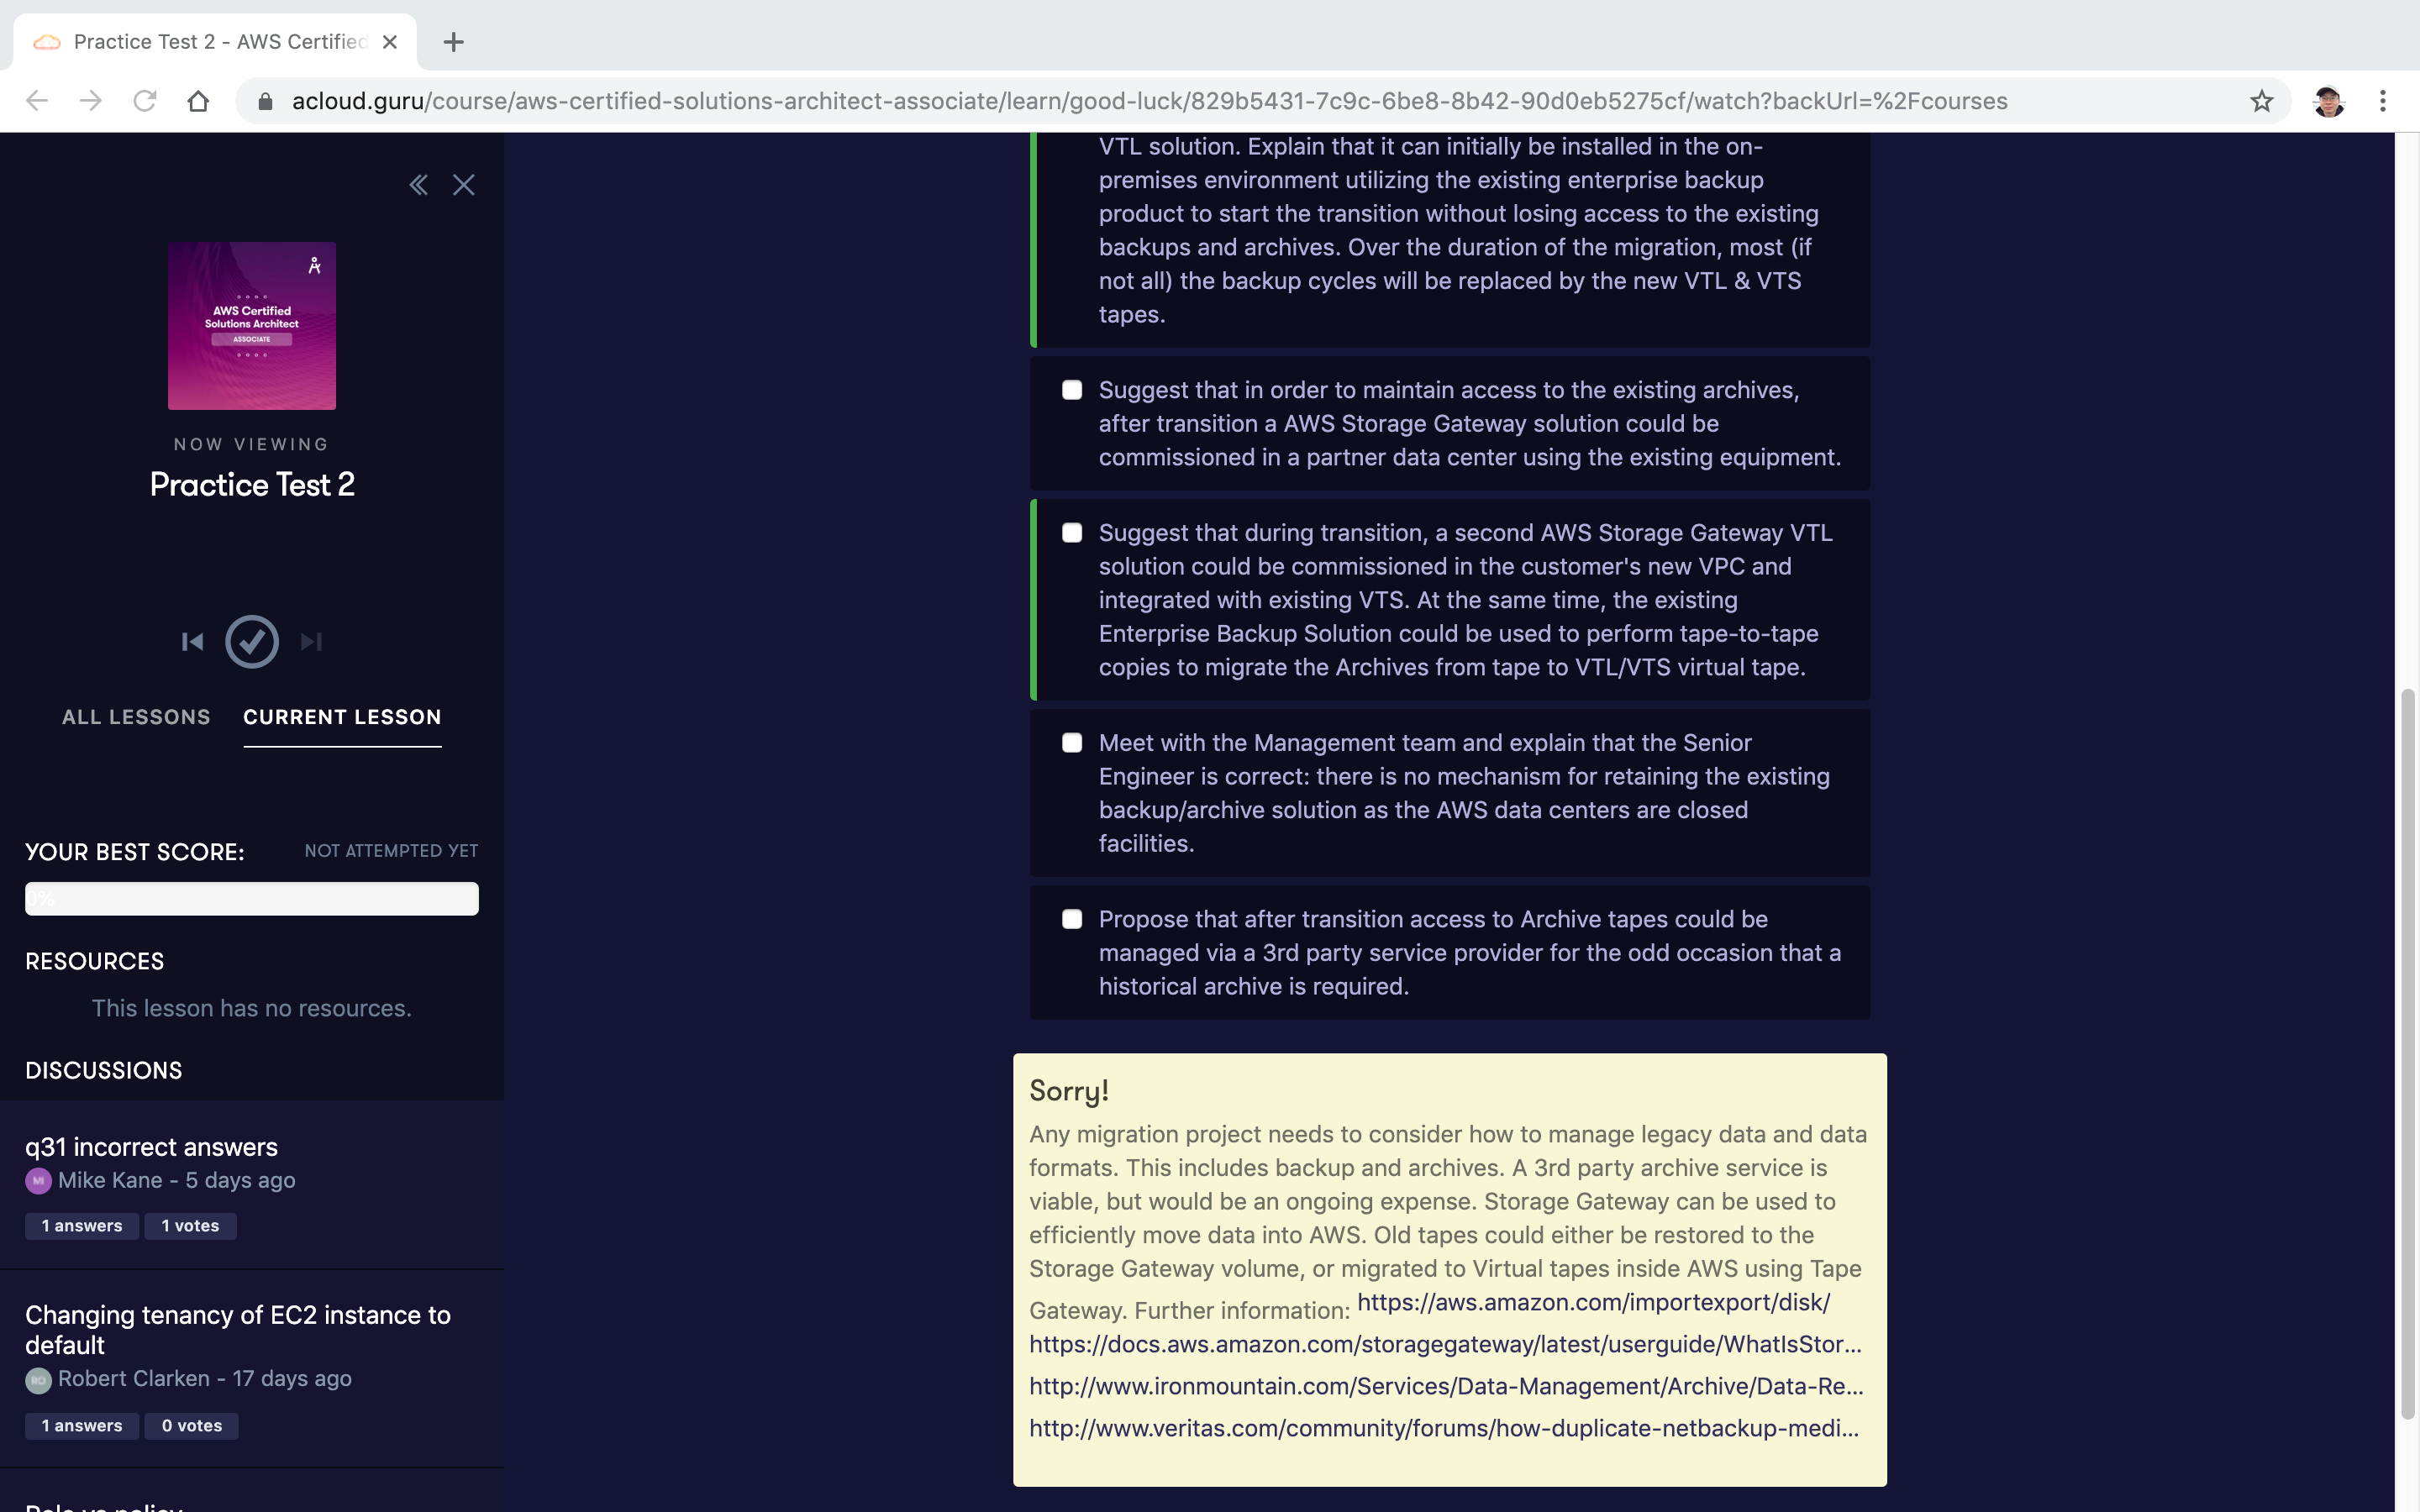 Practice Test 2 - AWS Certified
acloud.guru/course/aws-certified-solutions-architect-associate/learn/good-luck/829b5431-7c9c-6be8-8b42-90d0eb5275cf/watch?backUrl=%2Fcourses
AWS Certified
Solutions Architect
ASSOCIATE
NOW VIEWING
Practice Test 2
ALL LESSONS
CURRENT LESSON
YOUR BEST SCORE:
NOT ATTEMPTED YET
0%
RESOURCES
This lesson has no resources.
DISCUSSIONS
q31 incorrect answers
MI
Mike Kane - 5 days ago
1 answers
1 votes
Changing tenancy of EC2 instance to
default
RO
Robert Clarken - 17 days ago
1 answers
0 votes
VTL solution. Explain that it can initially be installed in the on-
premises environment utilizing the existing enterprise backup
product to start the transition without losing access to the existing
backups and archives. Over the duration of the migration, most (if
not all) the backup cycles will be replaced by the new VTL & VTS
tapes.
Suggest that in order to maintain access to the existing archives,
after transition a AWS Storage Gateway solution could be
commissioned in a partner data center using the existing equipment.
Suggest that during transition, a second AWS Storage Gateway VTL
solution could be commissioned in the customer's new VPC and
integrated with existing VTS. At the same time, the existing
Enterprise Backup Solution could be used to perform tape-to-tape
copies to migrate the Archives from tape to VTL/VTS virtual tape.
Meet with the Management team and explain that the Senior
Engineer is correct: there is no mechanism for retaining the existing
backup/archive solution as the AWS data centers are closed
facilities.
Propose that after transition access to Archive tapes could be
managed via a 3rd party service provider for the odd occasion that a
historical archive is required.
Sorry!
Any migration project needs to consider how to manage legacy data and data
formats. This includes backup and archives. A 3rd party archive service is
viable, but would be an ongoing expense. Storage Gateway can be used to
efficiently move data into AWS. Old tapes could either be restored to the
Storage Gateway volume, or migrated to Virtual tapes inside AWS using Tape
Gateway. Further information: https://aws.amazon.com/importexport/disk/
https://docs.aws.amazon.com/storagegateway/latest/userguide/WhatIsStor...
http://www.ironmountain.com/Services/Data-Management/Archive/Data-Re...
http://www.veritas.com/community/forums/how-duplicate-netbackup-medi...